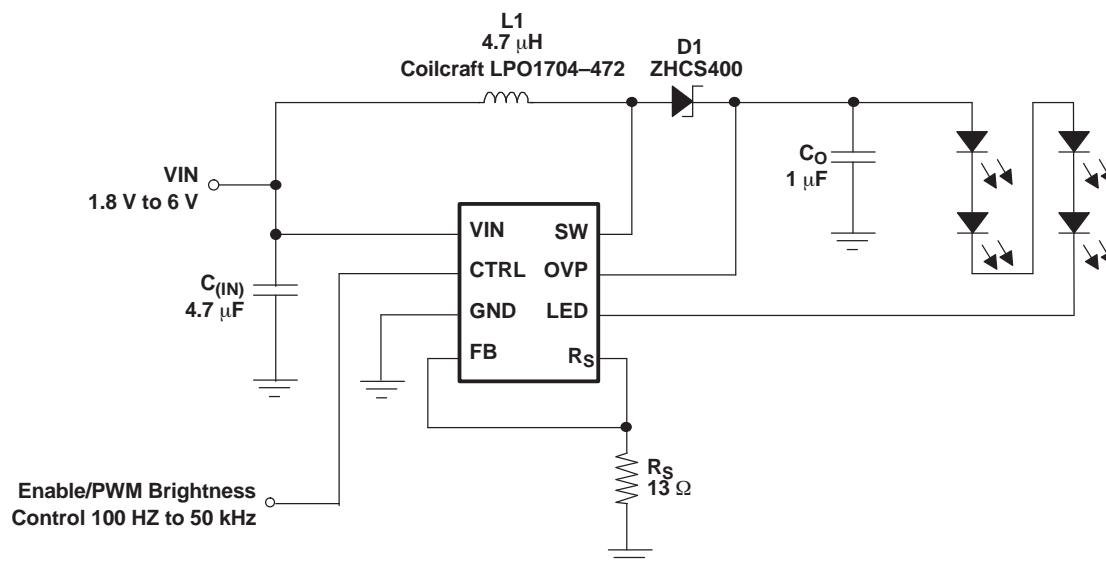 L1
4.7 μH
Coilcraft LPO1704–472
D1
ZHCS400
VIN
1.8 V to 6 V
CO
1 μF
VIN
SW
CTRL
OVP
GND
LED
FB
RS
C(IN)
4.7 μF
RS
13 Ω
Enable/PWM Brightness
Control 100 HZ to 50 kHz